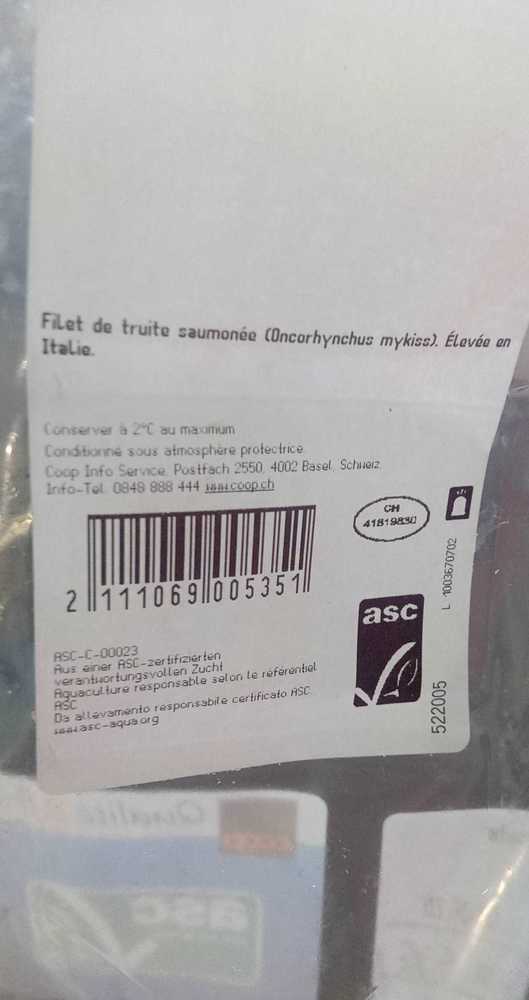 Filet de truite saumonée (Oncorhynchus mykiss). Élevée en
Italie.
Conserver à 2°C au maximum
Conditionné sous atmosphère protectrice.
Coop Info Service, Postfach 2550, 4002 Basel, Schweiz
Info-Tel. 0848 888 444 www.coop.ch
CH
41819830
2 111069 005351
L 1003670702
asc
522005
ASC-C-00023
Aus einer ASC-zertifizierten
verantwortungsvollen Zucht
Aquaculture responsable selon le référentiel
ASC
Da allevamento responsabile certificato ASC
www.asc-aqua.org
Qualité
asc